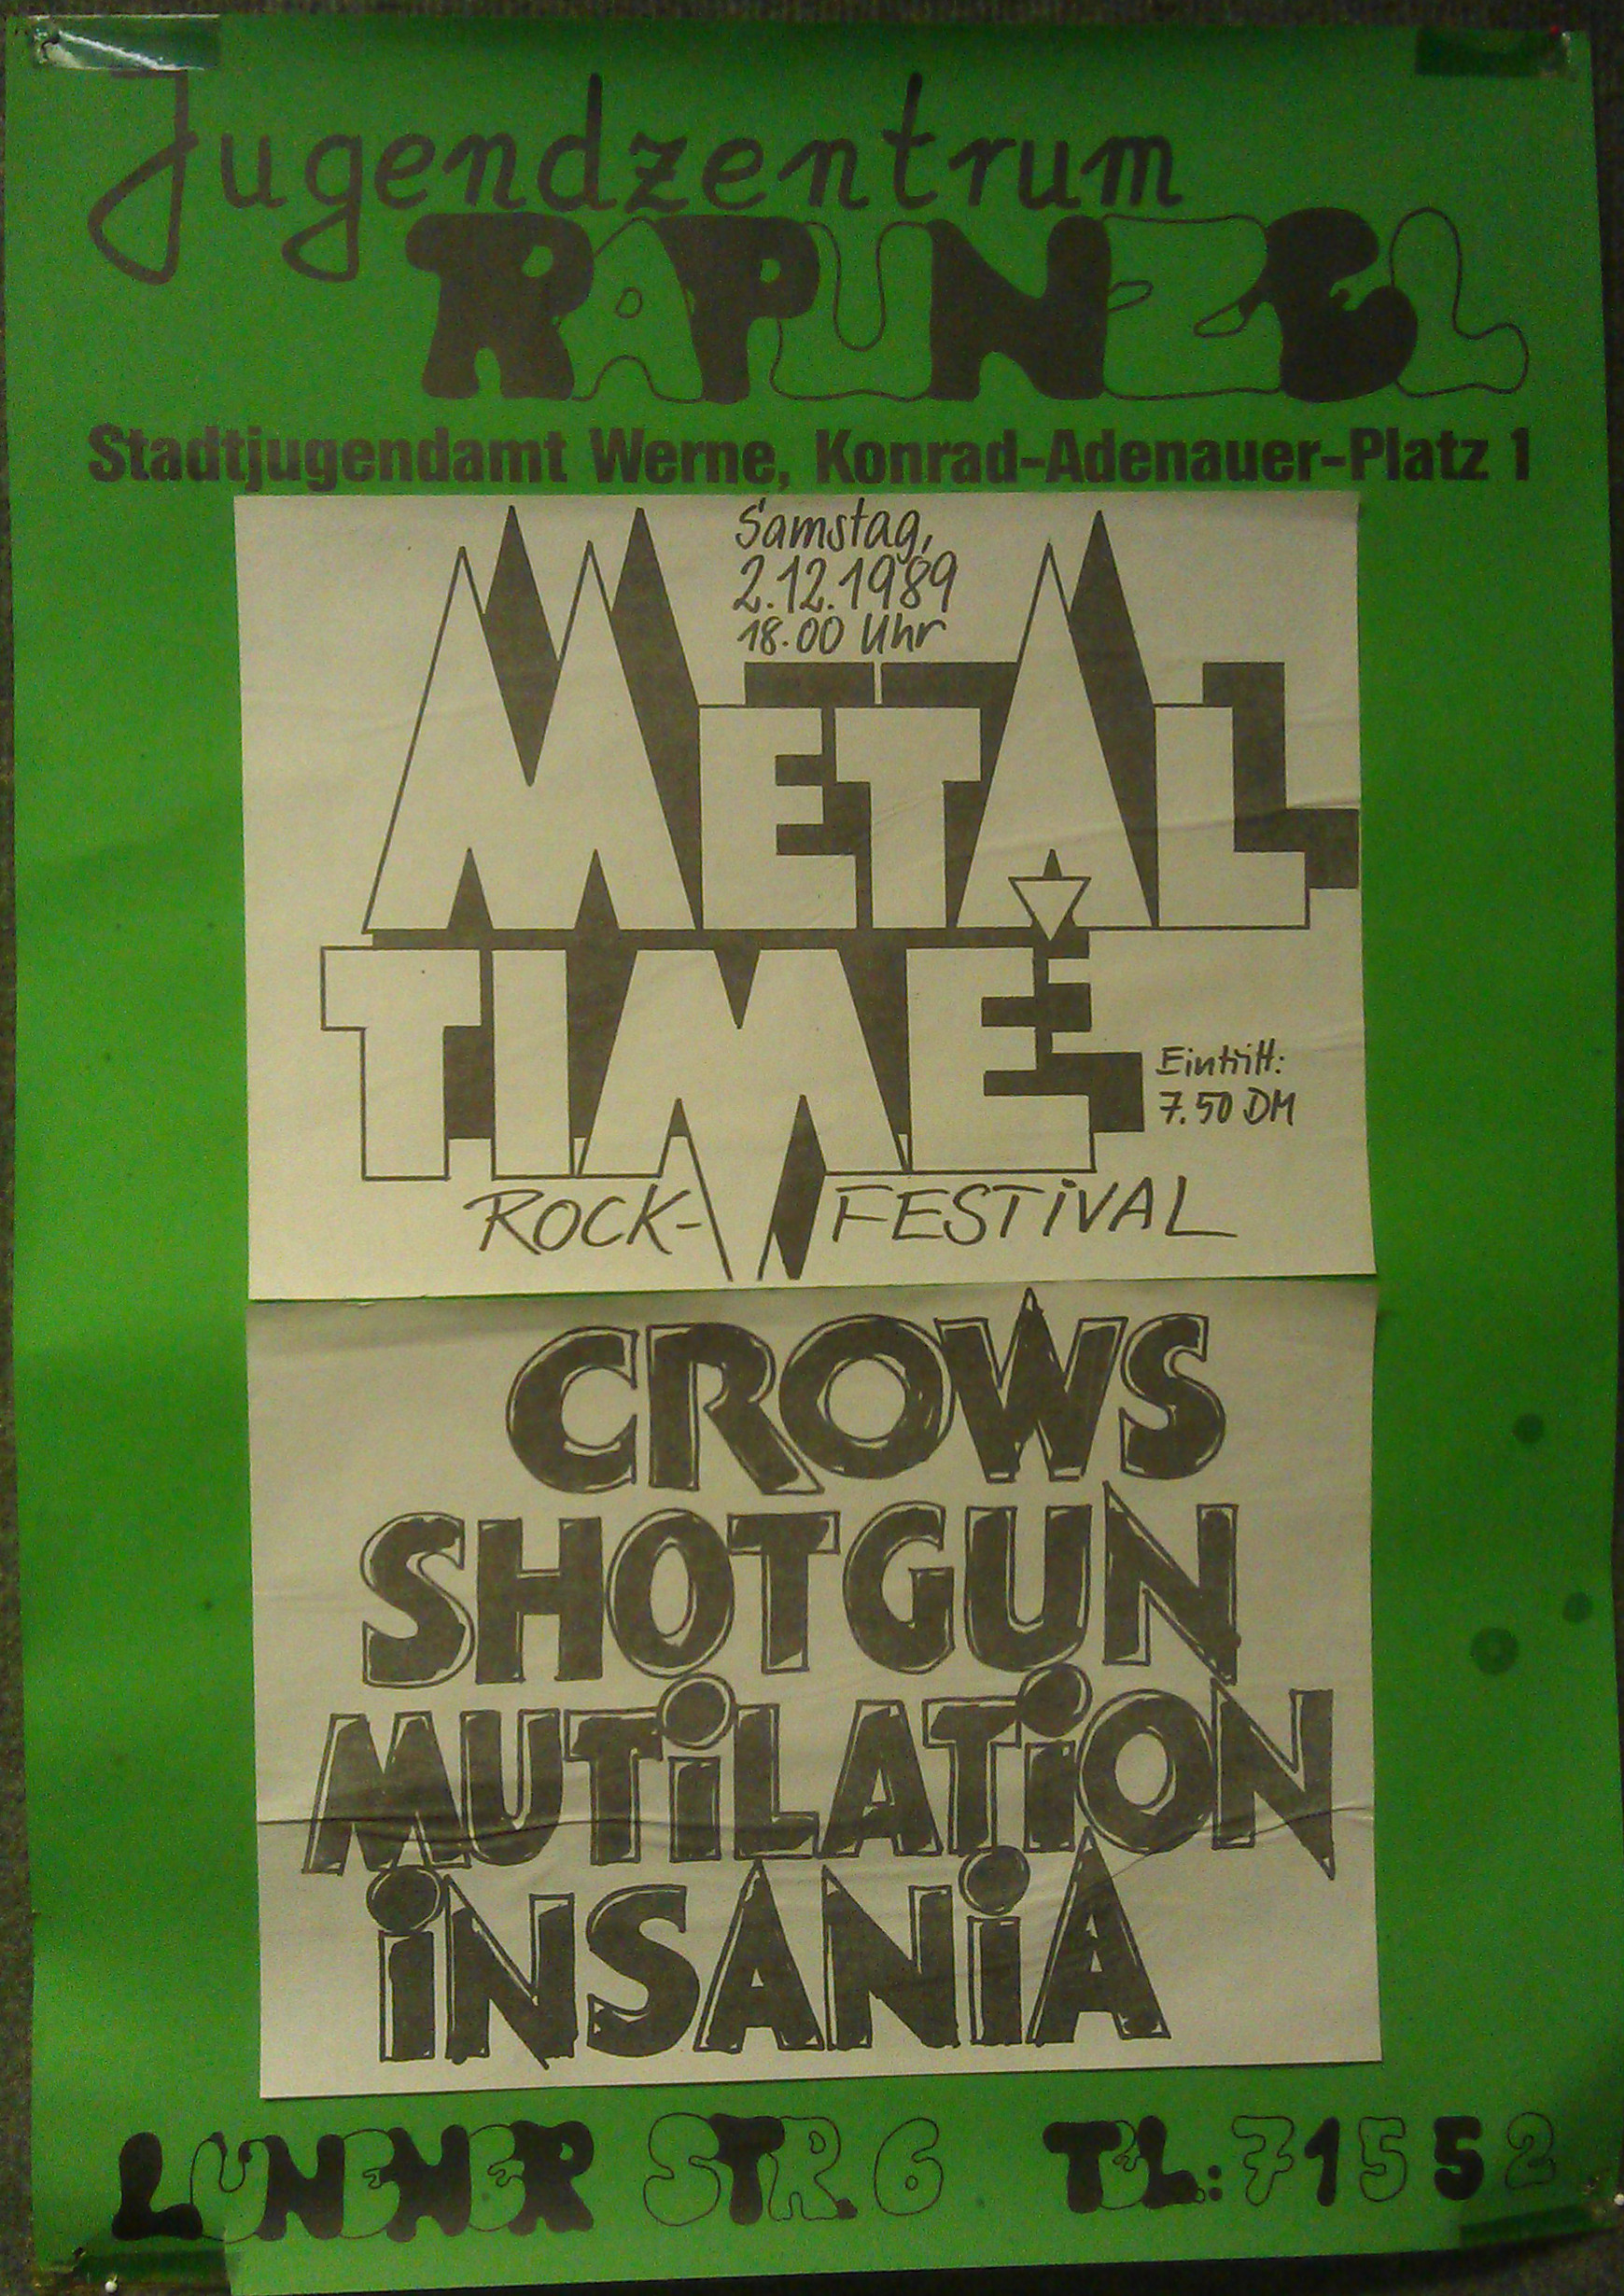 Jugendzentrum
RAPUNZEL
Stadtjugendamt Werne, Konrad-Adenauer-Platz 1
Samstag,
2.12.1989
18.00 Uhr
METAL
TIME
Eintritt:
7.50 DM
ROCK-FESTiVAL
CROWS
SHOTGUN
MUTiLATiON
iNSANiA
LÜNENER STR. 6 TEL.: 71552